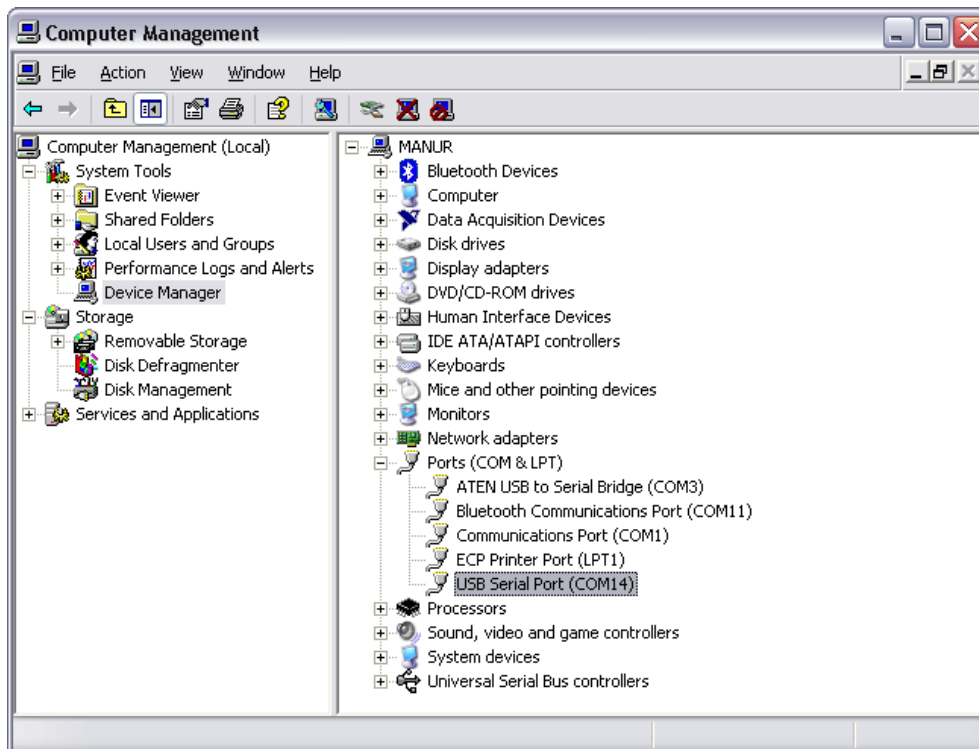 Computer Management
File Action View Window Help
Computer Management (Local)
System Tools
Event Viewer
Shared Folders
Local Users and Groups
Performance Logs and Alerts
Device Manager
Storage
Removable Storage
Disk Defragmenter
Disk Management
Services and Applications
MANUR
Bluetooth Devices
Computer
Data Acquisition Devices
Disk drives
Display adapters
DVD/CD-ROM drives
Human Interface Devices
IDE ATA/ATAPI controllers
Keyboards
Mice and other pointing devices
Monitors
Network adapters
Ports (COM & LPT)
ATEN USB to Serial Bridge (COM3)
Bluetooth Communications Port (COM11)
Communications Port (COM1)
ECP Printer Port (LPT1)
USB Serial Port (COM14)
Processors
Sound, video and game controllers
System devices
Universal Serial Bus controllers